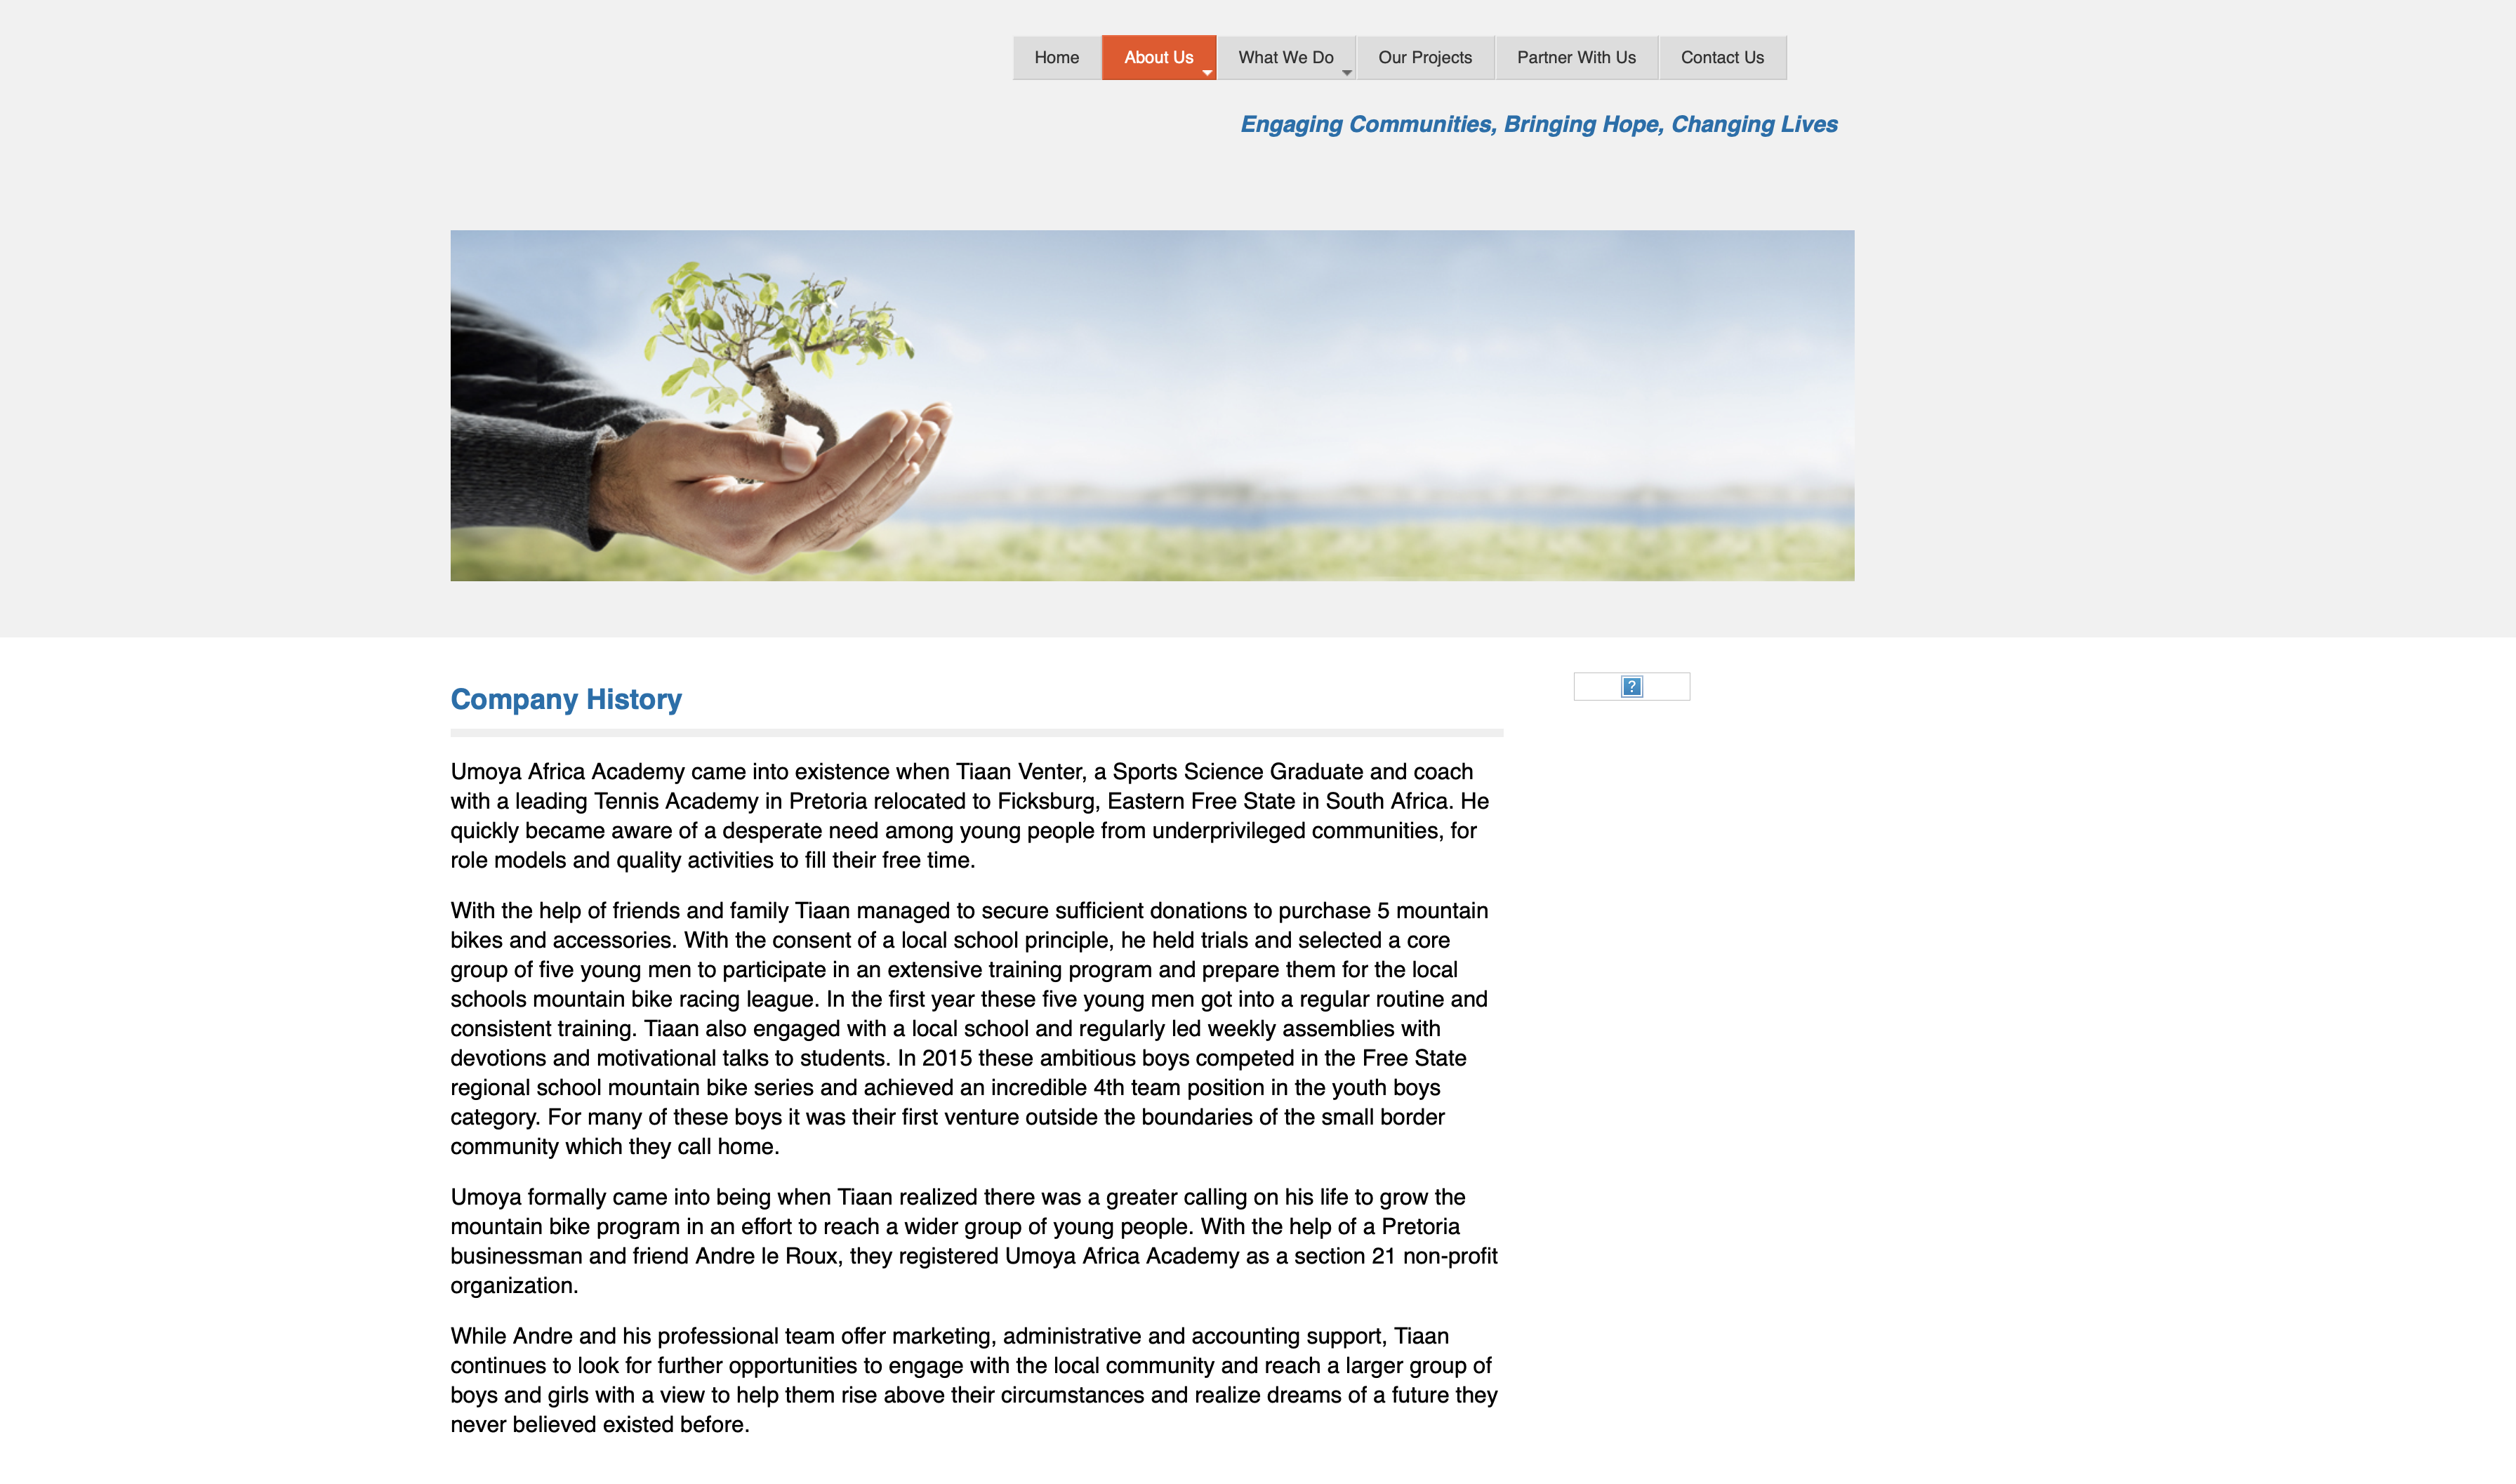 Home About Us What We Do Our Projects Partner With Us Contact Us
Engaging Communities, Bringing Hope, Changing Lives
Company History
?
Umoya Africa Academy came into existence when Tiaan Venter, a Sports Science Graduate and coach
with a leading Tennis Academy in Pretoria relocated to Ficksburg, Eastern Free State in South Africa. He
quickly became aware of a desperate need among young people from underprivileged communities, for
role models and quality activities to fill their free time.
With the help of friends and family Tiaan managed to secure sufficient donations to purchase 5 mountain
bikes and accessories. With the consent of a local school principle, he held trials and selected a core
group of five young men to participate in an extensive training program and prepare them for the local
schools mountain bike racing league. In the first year these five young men got into a regular routine and
consistent training. Tiaan also engaged with a local school and regularly led weekly assemblies with
devotions and motivational talks to students. In 2015 these ambitious boys competed in the Free State
regional school mountain bike series and achieved an incredible 4th team position in the youth boys
category. For many of these boys it was their first venture outside the boundaries of the small border
community which they call home.
Umoya formally came into being when Tiaan realized there was a greater calling on his life to grow the
mountain bike program in an effort to reach a wider group of young people. With the help of a Pretoria
businessman and friend Andre le Roux, they registered Umoya Africa Academy as a section 21 non-profit
organization.
While Andre and his professional team offer marketing, administrative and accounting support, Tiaan
continues to look for further opportunities to engage with the local community and reach a larger group of
boys and girls with a view to help them rise above their circumstances and realize dreams of a future they
never believed existed before.